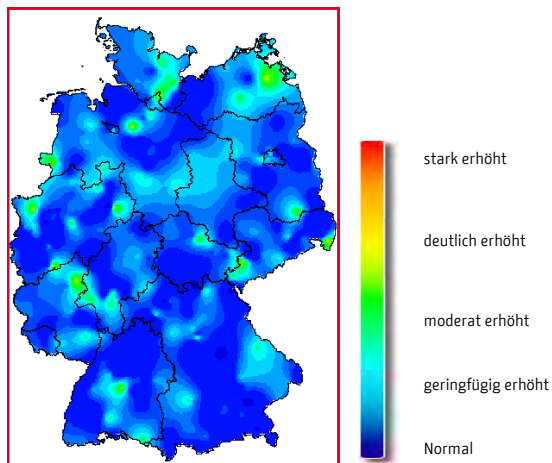 stark erhöht
deutlich erhöht
moderat erhöht
geringfügig erhöht
Normal